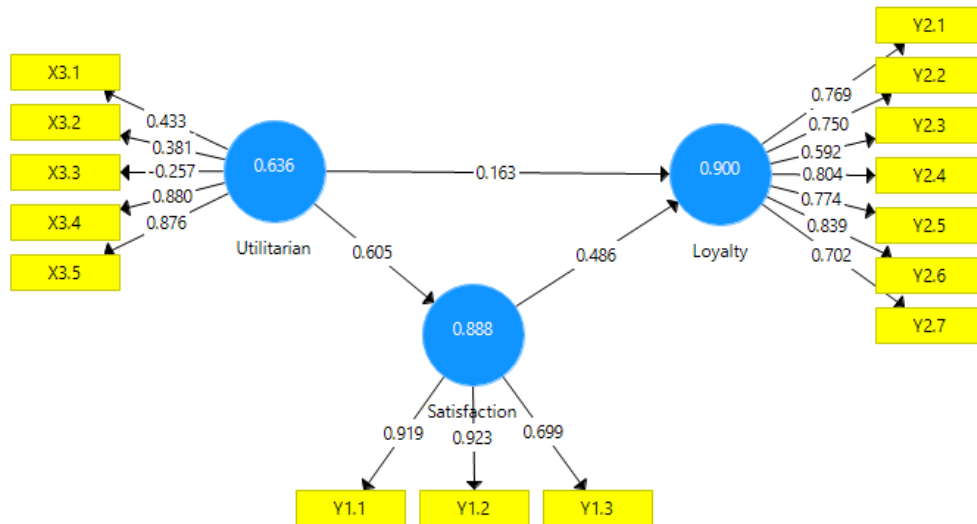 X3.1
X3.2
X3.3
X3.4
X3.5
0.433
0.381
-0.257
0.880
0.876
0.636
Utilitarian
0.163
0.605
0.486
0.888
Satisfaction
0.919
0.923
0.699
Y1.1
Y1.2
Y1.3
0.900
Loyalty
0.769
0.750
0.592
0.804
0.774
0.839
0.702
Y2.1
Y2.2
Y2.3
Y2.4
Y2.5
Y2.6
Y2.7